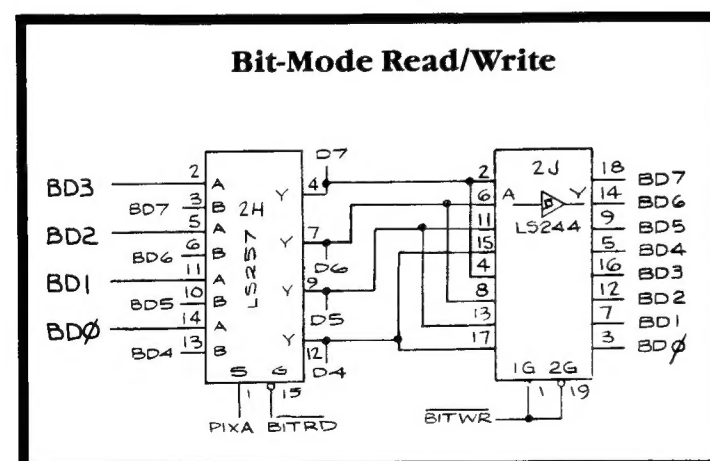 Bit-Mode Read/Write
D7
BD3 2 A Y 4
BD7 3 B 2H
BD2 5 A Y 7
BD6 6 B LS257 D6
BD1 11 A Y 9
BD5 10 B D5
BDØ 14 A Y
BD4 13 B 12 D4
S G
1 15
PIXA BITRD
2 2J 18 BD7
6 A Y 14 BD6
11 LS244 9 BD5
15 5 BD4
4 16 BD3
8 12 BD2
13 7 BD1
17 3 BDØ
1G 2G
BITWR 1 19